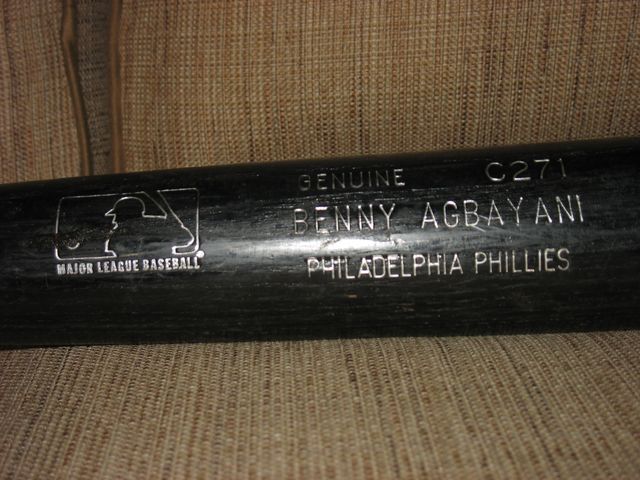 GENUINE C271
BENNY AGBAYANI
PHILADELPHIA PHILLIES
MAJOR LEAGUE BASEBALL